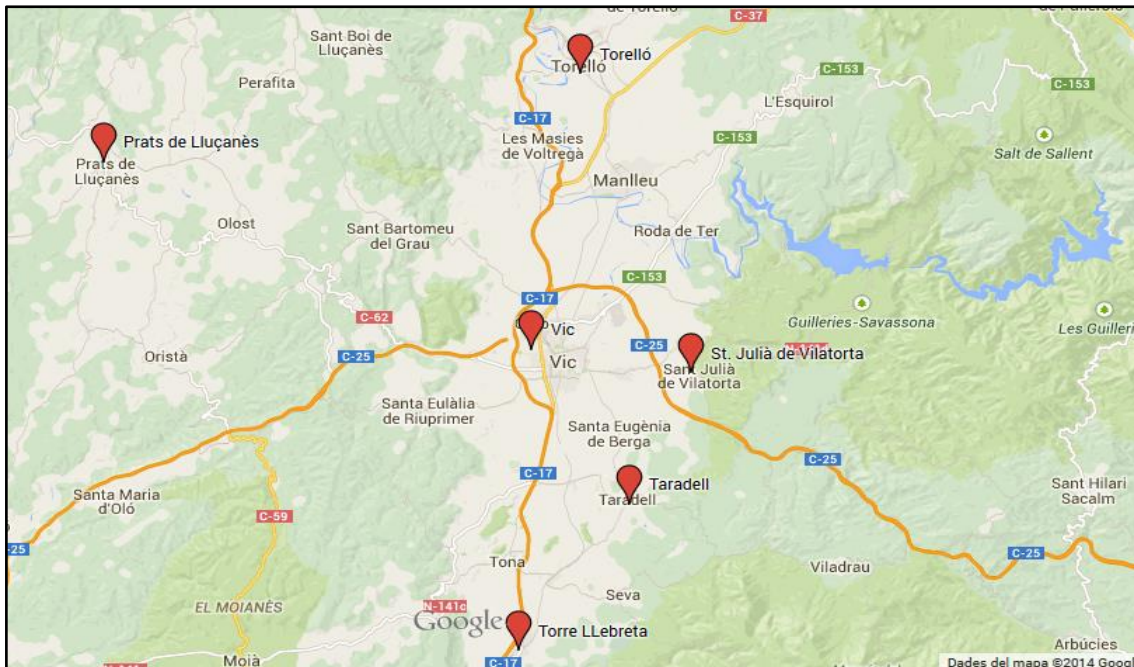 de Torelló
C-37
Sant Boi de
Lluçanès
Torelló
Torelló
C-153
C-153
Perafita
L'Esquirol
C-17
C-153
Les Masies
de Voltregà
Prats de Lluçanès
Prats de
Lluçanès
Salt de Sallent
Manlleu
Olost
Sant Bartomeu
del Grau
Roda de Ter
C-153
C-17
C-62
Guilleries-Savassona
Les Guilleri
Vic
Vic
C-25
C-25
St. Julià de Vilatorta
Sant Julià
de Vilatorta
Oristà
Santa Eulàlia
de Riuprimer
Santa Eugènia
de Berga
C-25
C-17
Taradell
Taradell
Santa Maria
d'Oló
Sant Hilari
Sacalm
C-59
C-25
C-25
Tona
Viladrau
Seva
EL MOIANÈS
N-141c
Google
Torre LLebreta
Moià
C-17
Arbúcies
Dades del mapa ©2014 Googl